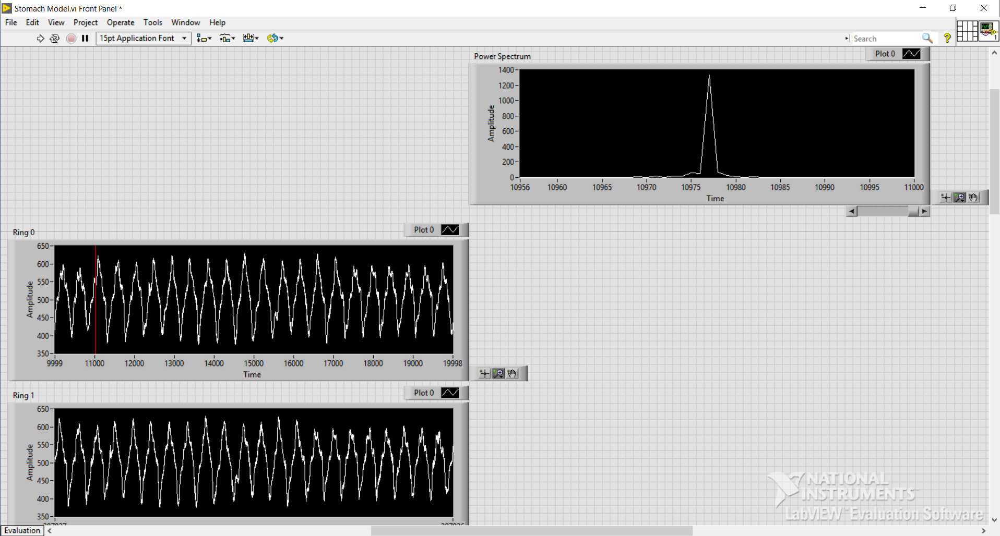 Stomach Model.vi Front Panel *
File Edit View Project Operate Tools Window Help
15pt Application Font
Search
1
Power Spectrum
Plot 0
1400
1200
1000
800
600
400
200
0
Amplitude
10956 10960 10965 10970 10975 10980 10985 10990 10995 11000
Time
Ring 0
Plot 0
650
600
550
500
450
400
350
Amplitude
9999 11000 12000 13000 14000 15000 16000 17000 18000 19000 19998
Time
Ring 1
Plot 0
650
600
550
500
450
400
350
Amplitude
NATIONAL
INSTRUMENTS
LabVIEW™ Evaluation Software
Evaluation